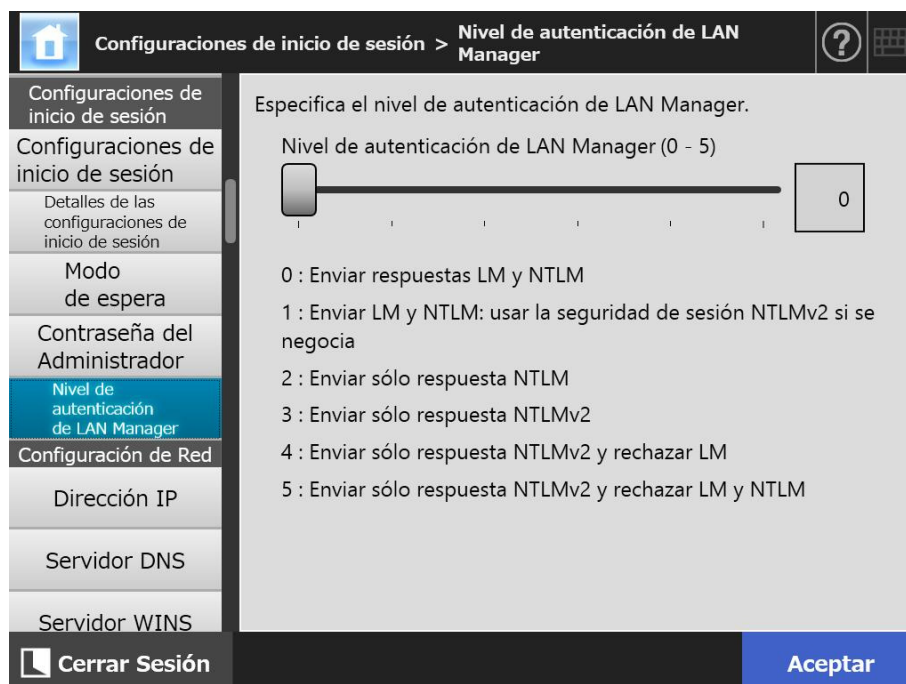 Configuraciones de inicio de sesión > Nivel de autenticación de LAN
Manager
?
Configuraciones de
inicio de sesión
Configuraciones de
inicio de sesión
Detalles de las
configuraciones de
inicio de sesión
Modo
de espera
Contraseña del
Administrador
Nivel de
autenticación
de LAN Manager
Configuración de Red
Dirección IP
Servidor DNS
Servidor WINS
Cerrar Sesión
Especifica el nivel de autenticación de LAN Manager.
Nivel de autenticación de LAN Manager (0 - 5)
0
0 : Enviar respuestas LM y NTLM
1 : Enviar LM y NTLM: usar la seguridad de sesión NTLMv2 si se
negocia
2 : Enviar sólo respuesta NTLM
3 : Enviar sólo respuesta NTLMv2
4 : Enviar sólo respuesta NTLMv2 y rechazar LM
5 : Enviar sólo respuesta NTLMv2 y rechazar LM y NTLM
Aceptar